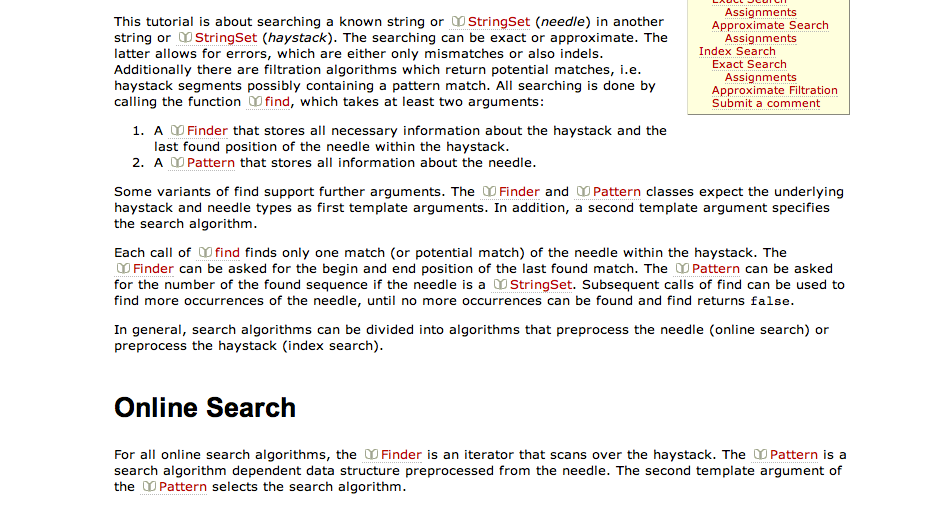 This tutorial is about searching a known string or StringSet (needle) in another
string or StringSet (haystack). The searching can be exact or approximate. The
latter allows for errors, which are either only mismatches or also indels.
Additionally there are filtration algorithms which return potential matches, i.e.
haystack segments possibly containing a pattern match. All searching is done by
calling the function find, which takes at least two arguments:
1. A Finder that stores all necessary information about the haystack and the
last found position of the needle within the haystack.
2. A Pattern that stores all information about the needle.
Exact Search
Assignments
Approximate Search
Assignments
Index Search
Exact Search
Assignments
Approximate Filtration
Submit a comment
Some variants of find support further arguments. The Finder and Pattern classes expect the underlying
haystack and needle types as first template arguments. In addition, a second template argument specifies
the search algorithm.
Each call of find finds only one match (or potential match) of the needle within the haystack. The
Finder can be asked for the begin and end position of the last found match. The Pattern can be asked
for the number of the found sequence if the needle is a StringSet. Subsequent calls of find can be used to
find more occurrences of the needle, until no more occurrences can be found and find returns false.
In general, search algorithms can be divided into algorithms that preprocess the needle (online search) or
preprocess the haystack (index search).
Online Search
For all online search algorithms, the Finder is an iterator that scans over the haystack. The Pattern is a
search algorithm dependent data structure preprocessed from the needle. The second template argument of
the Pattern selects the search algorithm.